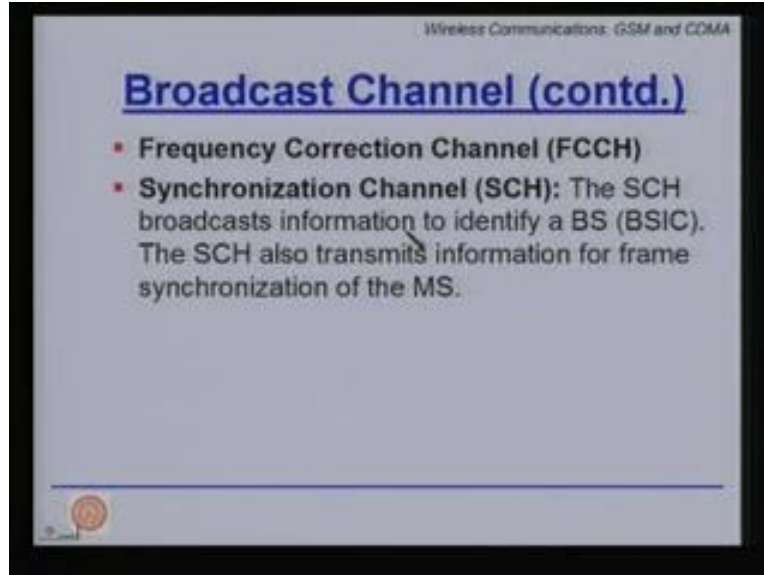 Wireless Communications: GSM and CDMA
Broadcast Channel (contd.)
▪ Frequency Correction Channel (FCCH)
▪ Synchronization Channel (SCH): The SCH
broadcasts information to identify a BS (BSIC).
The SCH also transmits information for frame
synchronization of the MS.